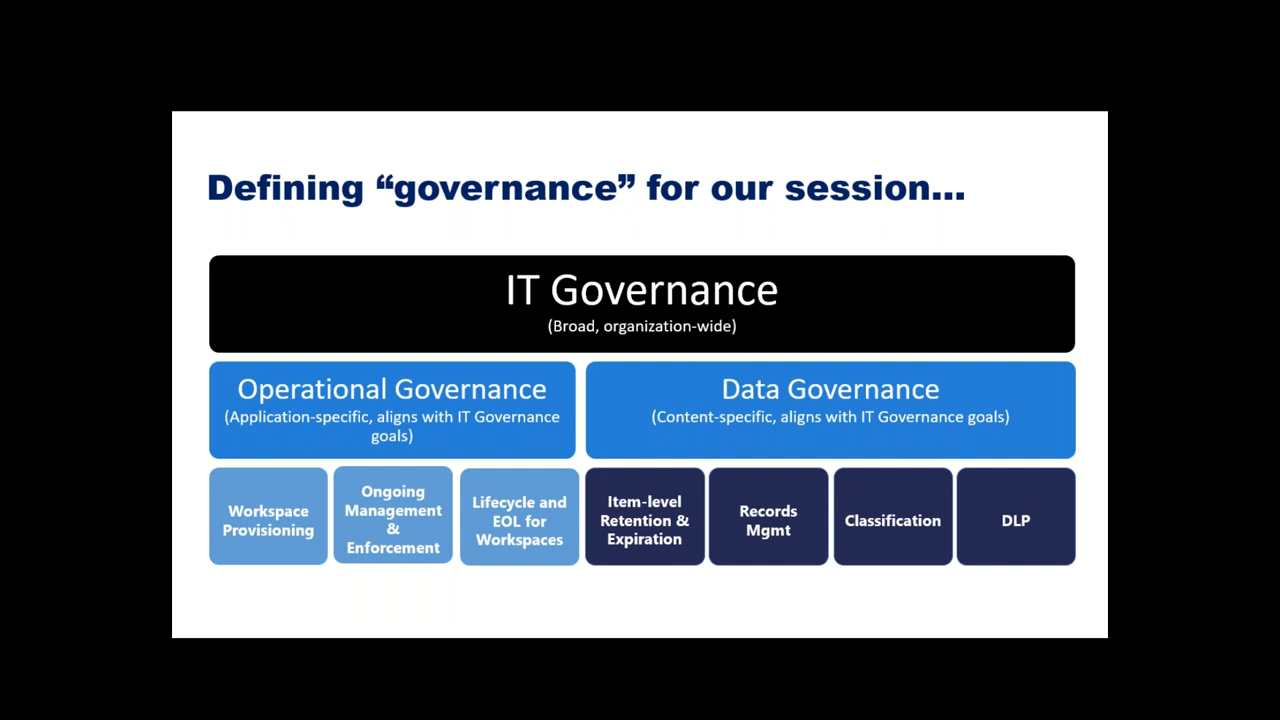 Defining “governance” for our session...
IT Governance
(Broad, organization-wide)
Operational Governance
(Application-specific, aligns with IT Governance
goals)
Data Governance
(Content-specific, aligns with IT Governance goals)
Workspace
Provisioning
Ongoing
Management
&
Enforcement
Lifecycle and
EOL for
Workspaces
Item-level
Retention &
Expiration
Records
Mgmt
Classification
DLP